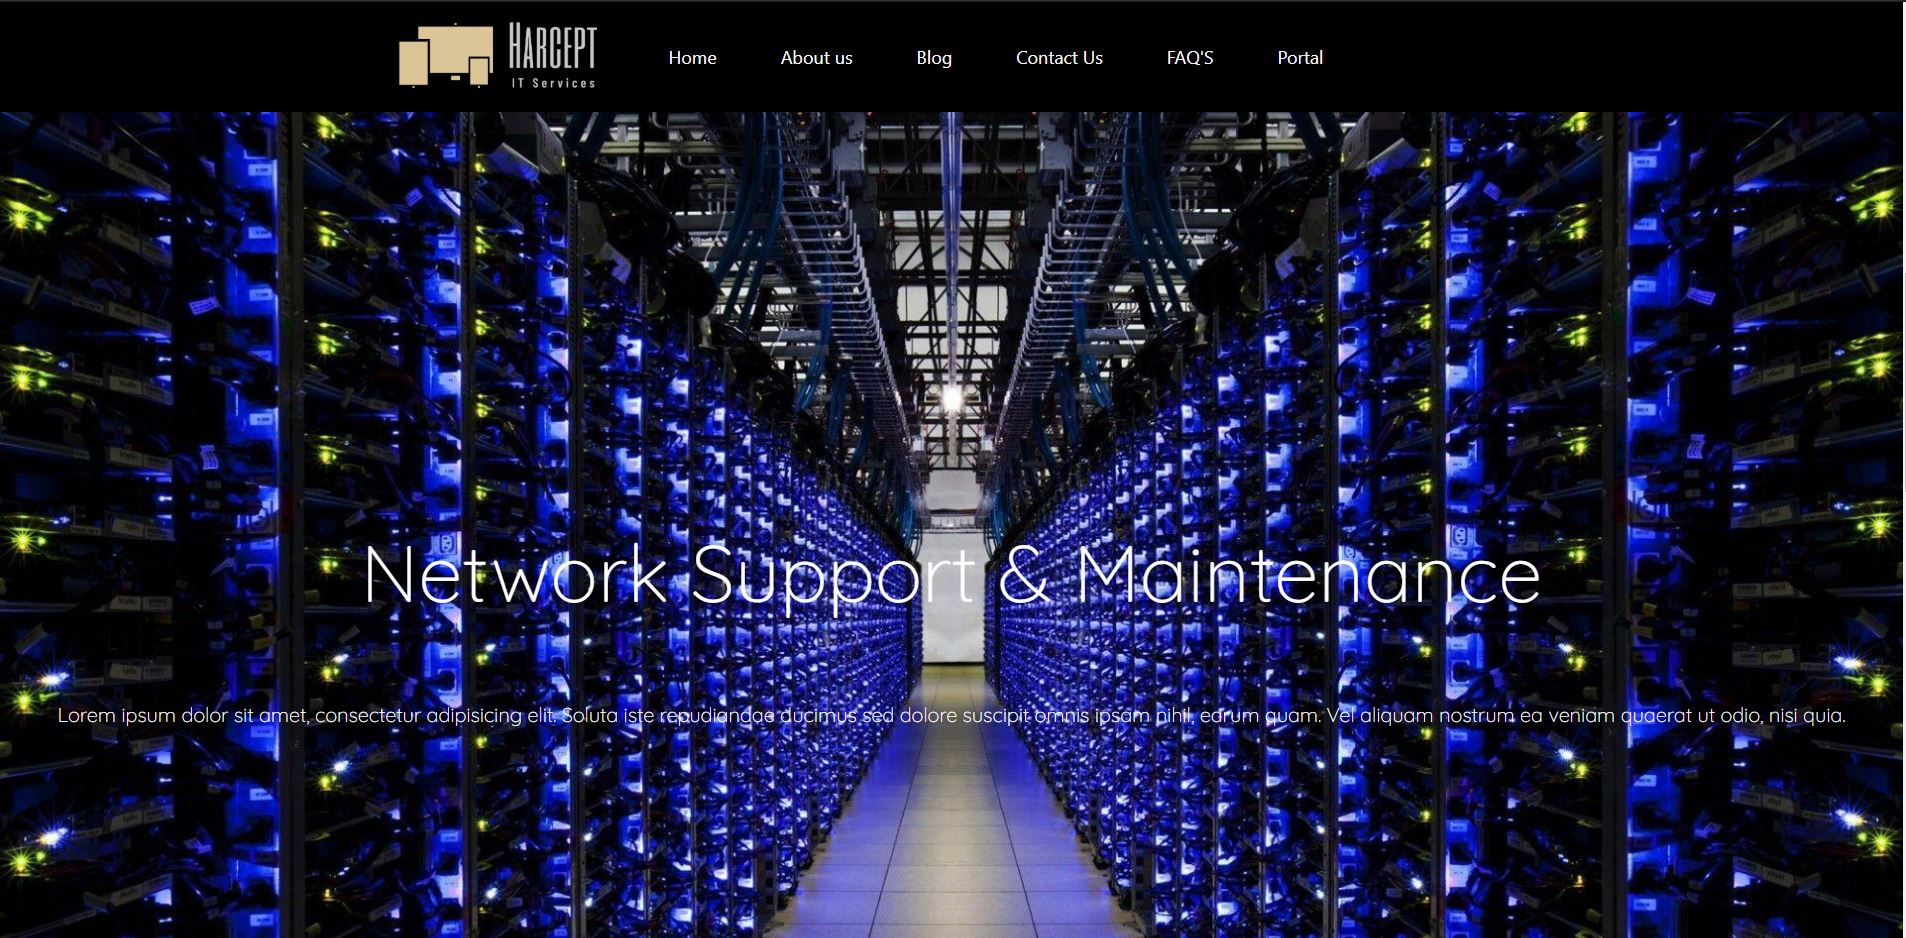 HARCEPT
IT Services
Home
About us
Blog
Contact Us
FAQ'S
Portal
Network Support & Maintenance
Lorem ipsum dolor sit amet, consectetur adipisicing elit. Soluta iste repudiandae ducimus sed dolore suscipit omnis ipsam nihil, earum quam. Vel aliquam nostrum ea veniam quaerat ut odio, nisi quia.